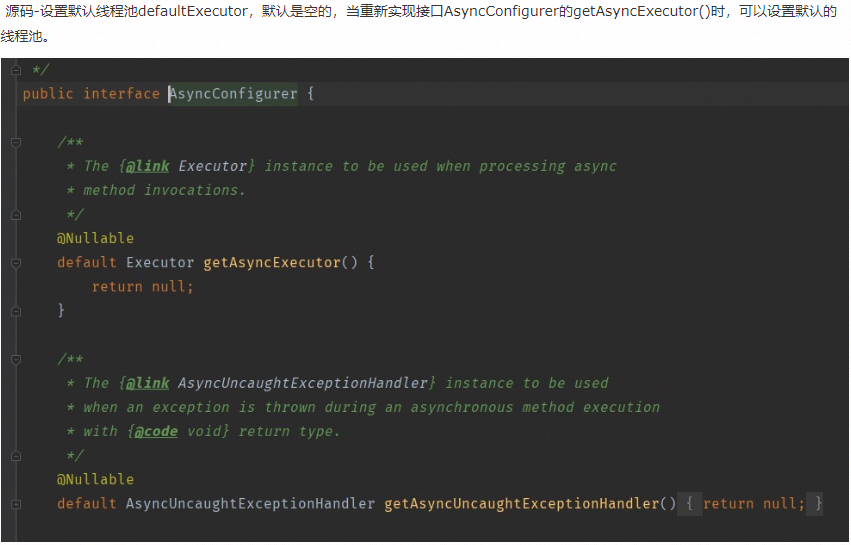 源码-设置默认线程池defaultExecutor，默认是空的，当重新实现接口AsyncConfigurer的getAsyncExecutor()时，可以设置默认的
线程池。
*/
public interface AsyncConfigurer {
/**
* The {@link Executor} instance to be used when processing async
* method invocations.
*/
@Nullable
default Executor getAsyncExecutor() {
return null;
}
/**
* The {@link AsyncUncaughtExceptionHandler} instance to be used
* when an exception is thrown during an asynchronous method execution
* with {@code void} return type.
*/
@Nullable
default AsyncUncaughtExceptionHandler getAsyncUncaughtExceptionHandler() { return null; }